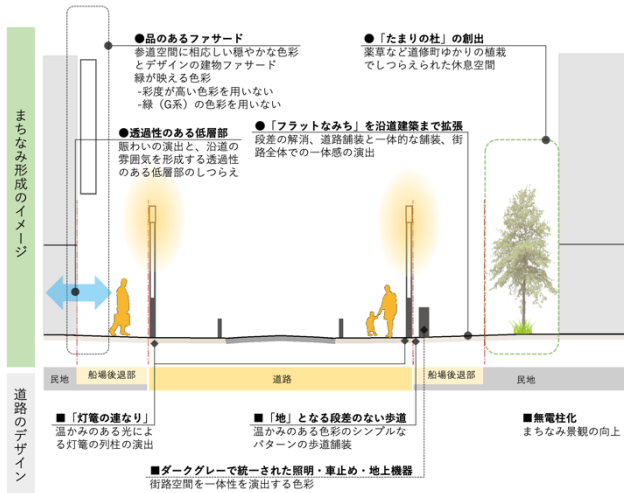 ●品のあるファサード
参道空間に相応しい穏やかな色彩
とデザインの建物ファサード
緑が映える色彩
-彩度が高い色彩を用いない
-緑（G系）の色彩を用いない
●「たまりの杜」の創出
薬草など道修町ゆかりの植栽
でしつらえられた休息空間
●透過性のある低層部
賑わいの演出と、沿道の
雰囲気を形成する透過性
のある低層部のしつらえ
●「フラットなみち」を沿道建築まで拡張
段差の解消、道路舗装と一体的な舗装、街
路全体での一体感の演出
まちなみ形成のイメージ
民地
船場後退部
道路
船場後退部
民地
道路のデザイン
■「灯篭の連なり」
温かみのある光によ
る灯篭の列柱の演出
■「地」となる段差のない歩道
温かみのある色彩のシンプルな
パターンの歩道舗装
■無電柱化
まちなみ景観の向上
■ダークグレーで統一された照明・車止め・地上機器
街路空間を一体性を演出する色彩